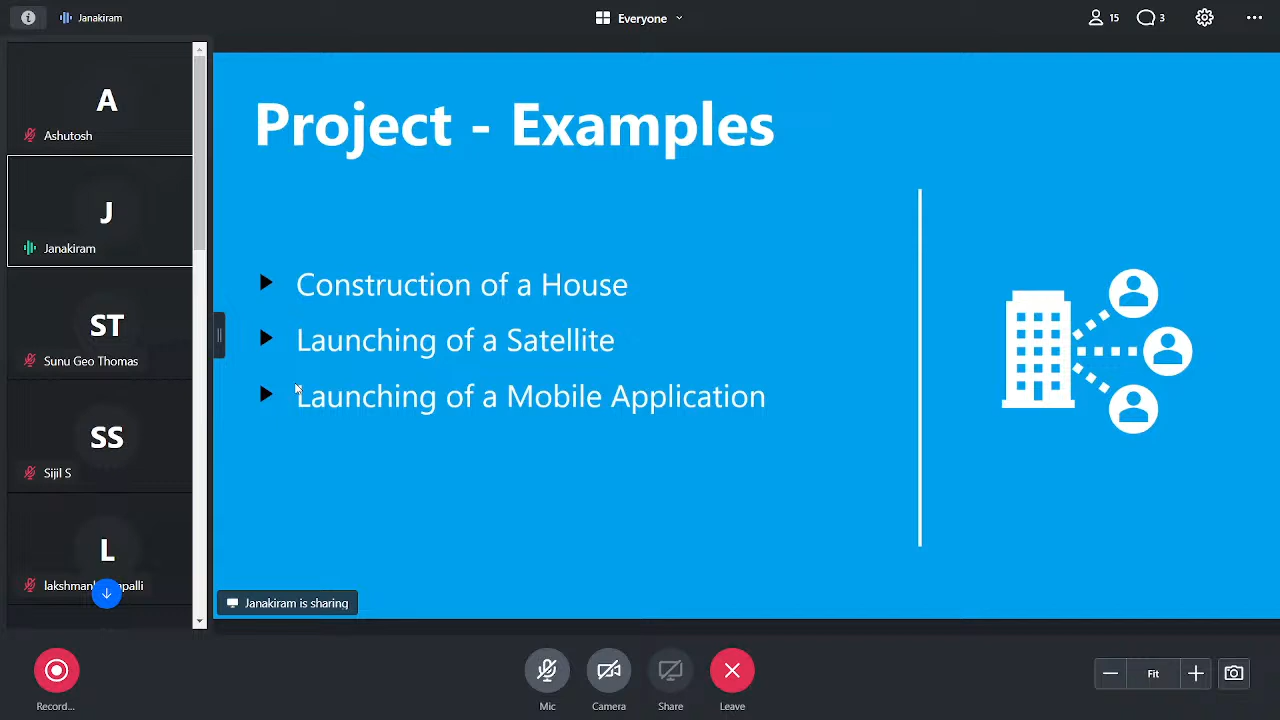 Janakiram
Everyone
15
3
A
Ashutosh
J
Janakiram
ST
Sunu Geo Thomas
SS
Sijil S
L
Project - Examples
Construction of a House
Launching of a Satellite
Launching of a Mobile Application
Janakiram is sharing
Record...
Mic
Camera
Share
Leave
Fit